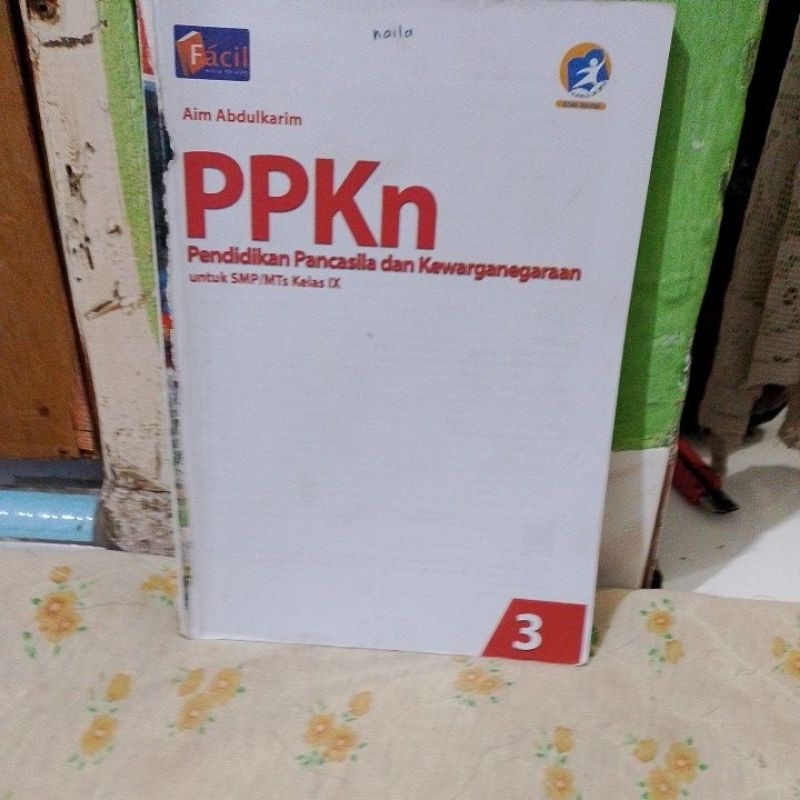 naila
Fácil
Aim Abdulkarim
PPKn
Pendidikan Pancasila dan Kewarganegaraan
untuk SMP/MTs Kelas IX
3